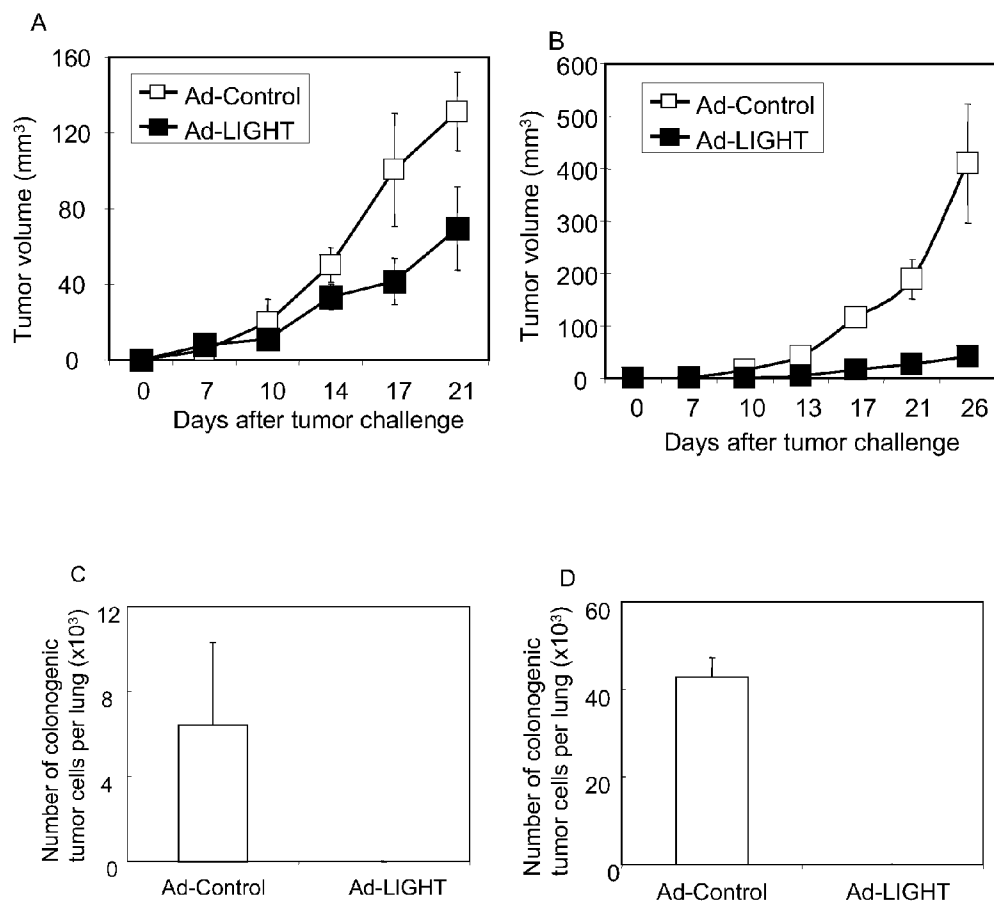 A
160
120
80
40
0
Tumor volume (mm³)
Ad-Control
Ad-LIGHT
0 7 10 14 17 21
Days after tumor challenge
B
600
500
400
300
200
100
0
Tumor volume (mm³)
Ad-Control
Ad-LIGHT
0 7 10 13 17 21 26
Days after tumor challenge
C
12
8
4
0
Number of colonogenic
tumor cells per lung (x10³)
Ad-Control Ad-LIGHT
D
60
40
20
0
Number of colonogenic
tumor cells per lung (x10³)
Ad-Control Ad-LIGHT